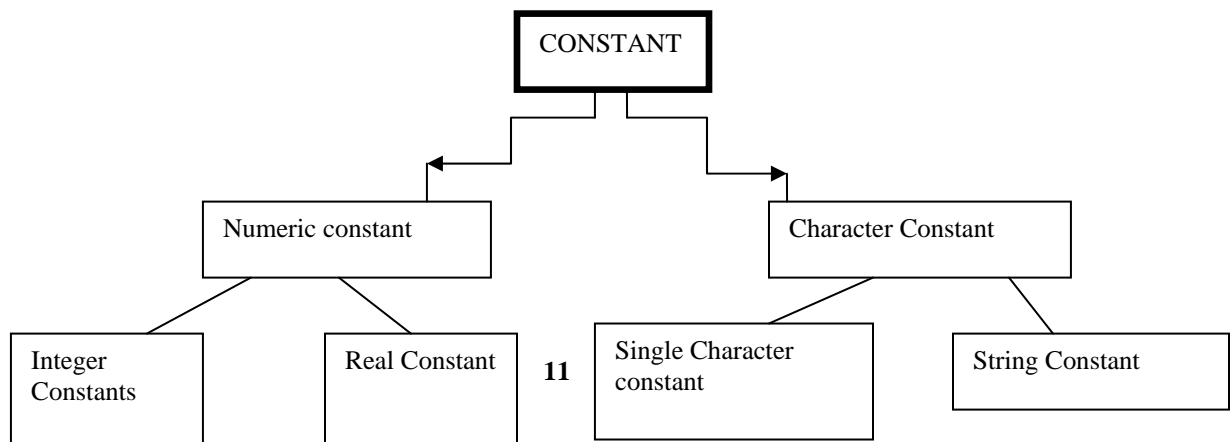 CONSTANT
Numeric constant
Character Constant
Integer
Constants
Real Constant
11
Single Character
constant
String Constant